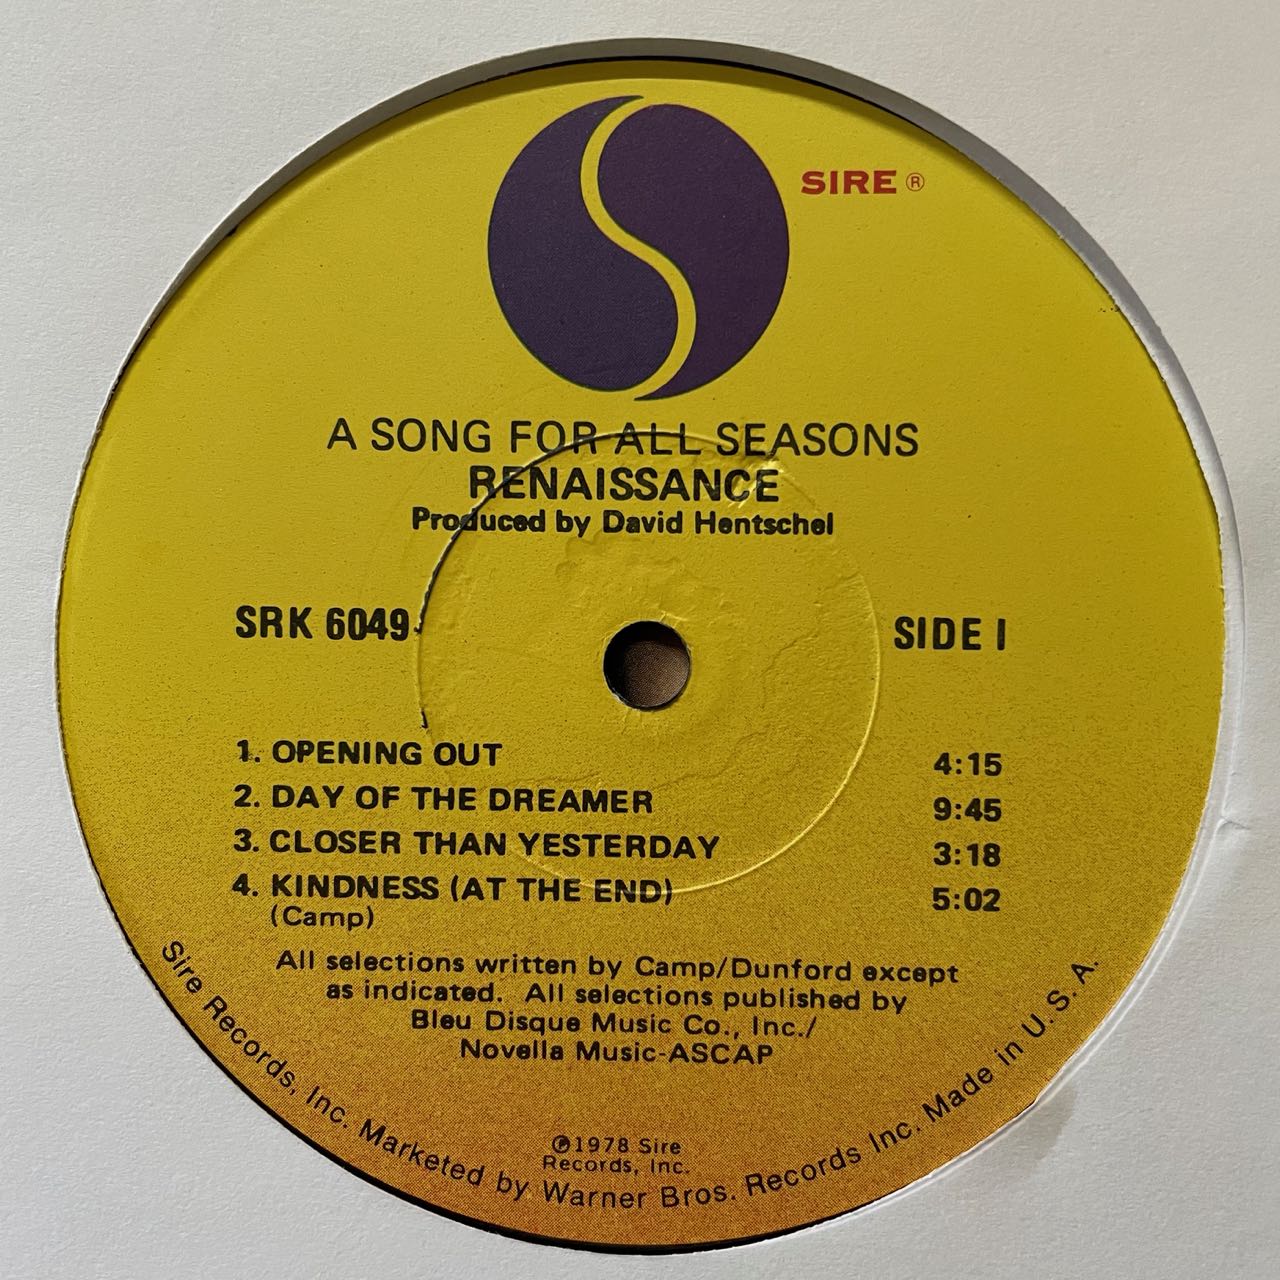 SIRE ®
A SONG FOR ALL SEASONS
RENAISSANCE
Produced by David Hentschel
SRK 6049
SIDE I
1. OPENING OUT 4:15
2. DAY OF THE DREAMER 9:45
3. CLOSER THAN YESTERDAY 3:18
4. KINDNESS (AT THE END) 5:02
(Camp)
All selections written by Camp/Dunford except
as indicated. All selections published by
Bleu Disque Music Co., Inc./
Novella Music-ASCAP
℗1978 Sire
Records, Inc.
Sire Records, Inc. Marketed by Warner Bros. Records Inc. Made in U. S. A.